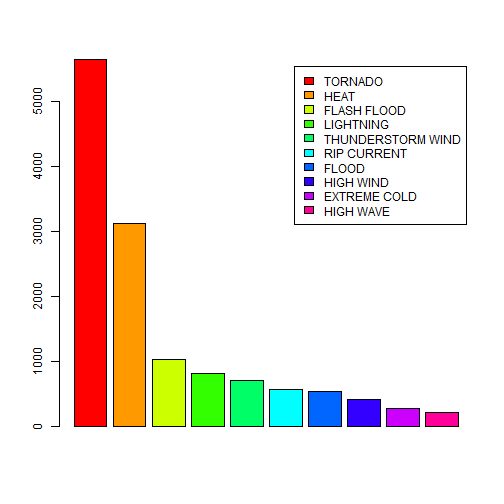 TORNADO
HEAT
FLASH FLOOD
LIGHTNING
THUNDERSTORM WIND
RIP CURRENT
FLOOD
HIGH WIND
EXTREME COLD
HIGH WAVE
5000
4000
3000
2000
1000
0